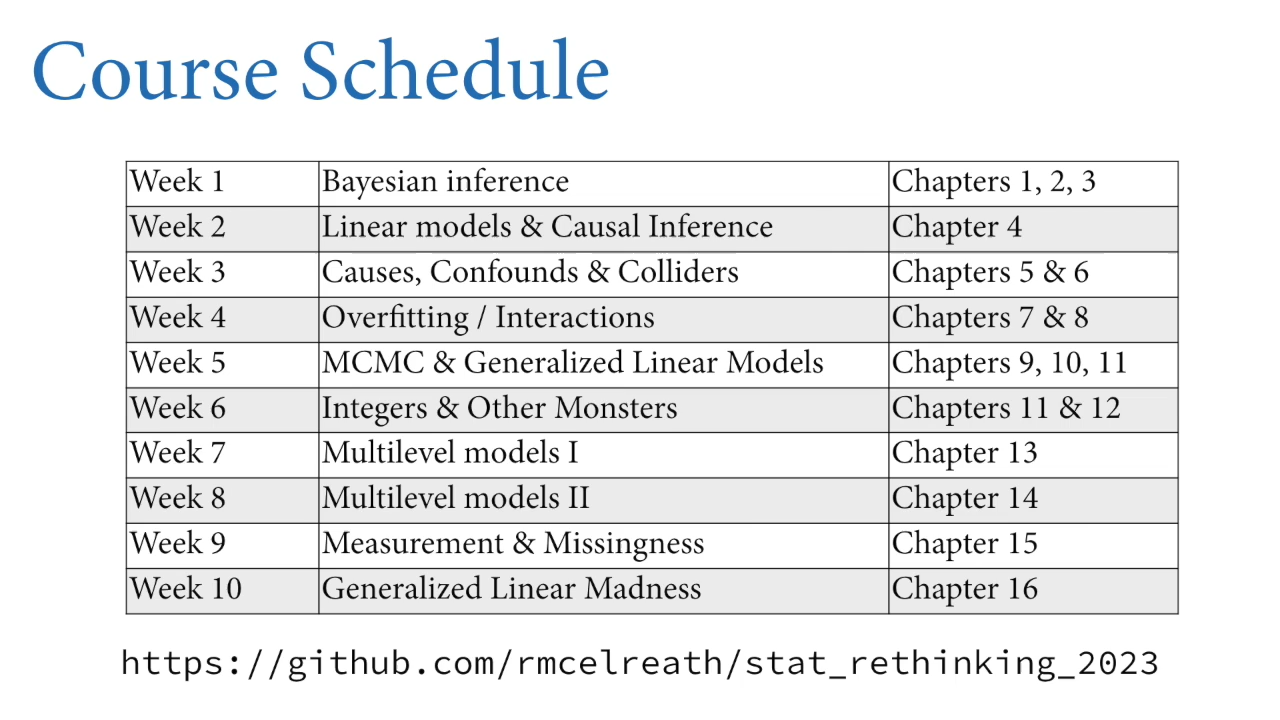 Course Schedule
Week 1 Bayesian inference Chapters 1, 2, 3
Week 2 Linear models & Causal Inference Chapter 4
Week 3 Causes, Confounds & Colliders Chapters 5 & 6
Week 4 Overfitting / Interactions Chapters 7 & 8
Week 5 MCMC & Generalized Linear Models Chapters 9, 10, 11
Week 6 Integers & Other Monsters Chapters 11 & 12
Week 7 Multilevel models I Chapter 13
Week 8 Multilevel models II Chapter 14
Week 9 Measurement & Missingness Chapter 15
Week 10 Generalized Linear Madness Chapter 16
https://github.com/rmcelreath/stat_rethinking_2023